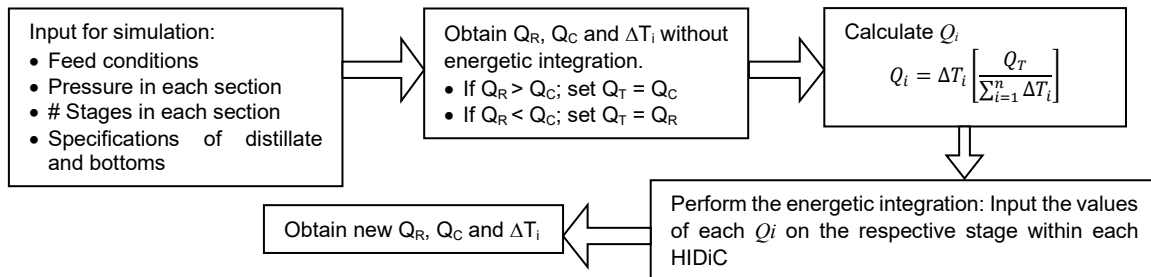 Input for simulation:
• Feed conditions
• Pressure in each section
• # Stages in each section
• Specifications of distillate
and bottoms
Obtain Q_R, Q_C and ΔT_i without
energetic integration.
• If Q_R > Q_C; set Q_T = Q_C
• If Q_R < Q_C; set Q_T = Q_R
Calculate Q_i
Q_i = ΔT_i [Q_T / ∑_{i=1}^{n} ΔT_i]
Perform the energetic integration: Input the values
of each Qi on the respective stage within each
HIDiC
Obtain new Q_R, Q_C and ΔT_i